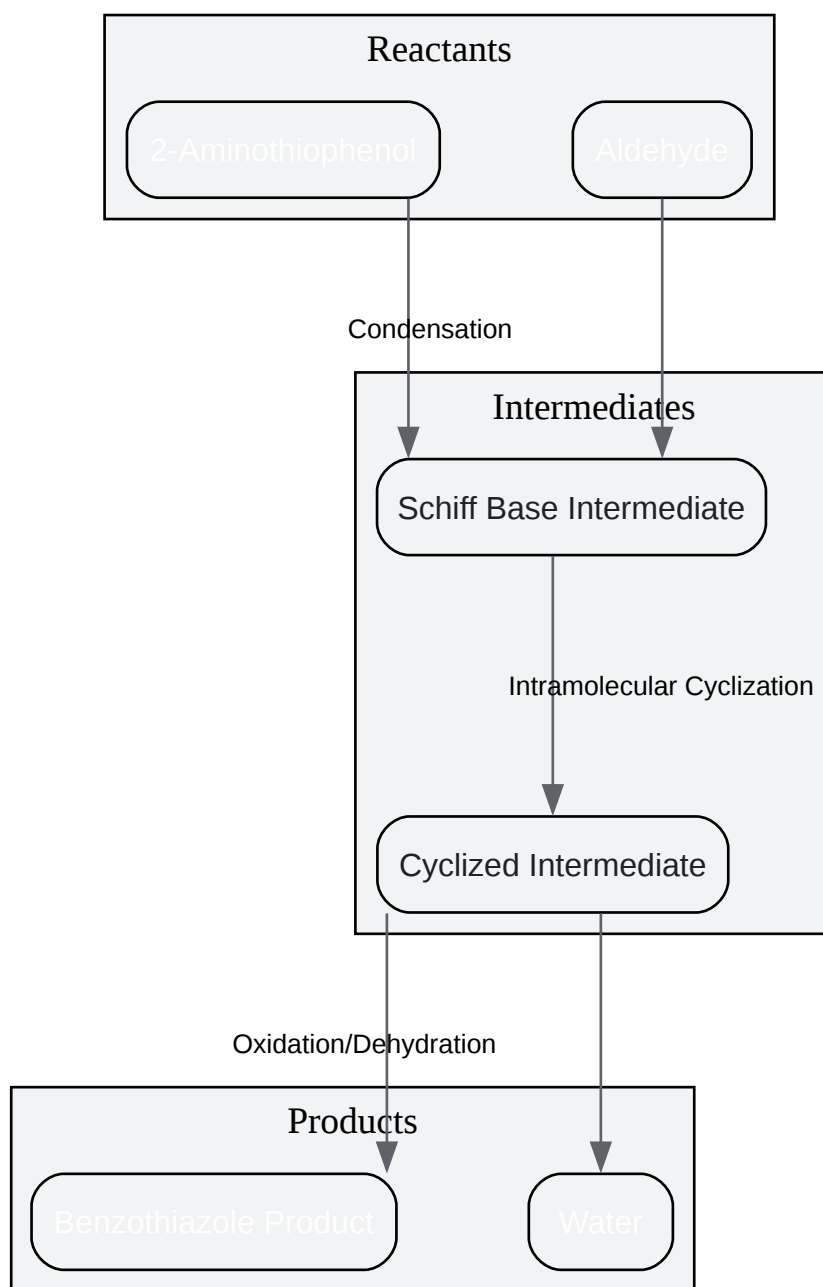 Reactants
2-Aminothiophenol
Aldehyde
Condensation
Intermediates
Schiff Base Intermediate
Intramolecular Cyclization
Cyclized Intermediate
Oxidation/Dehydration
Products
Benzothiazole Product
Water